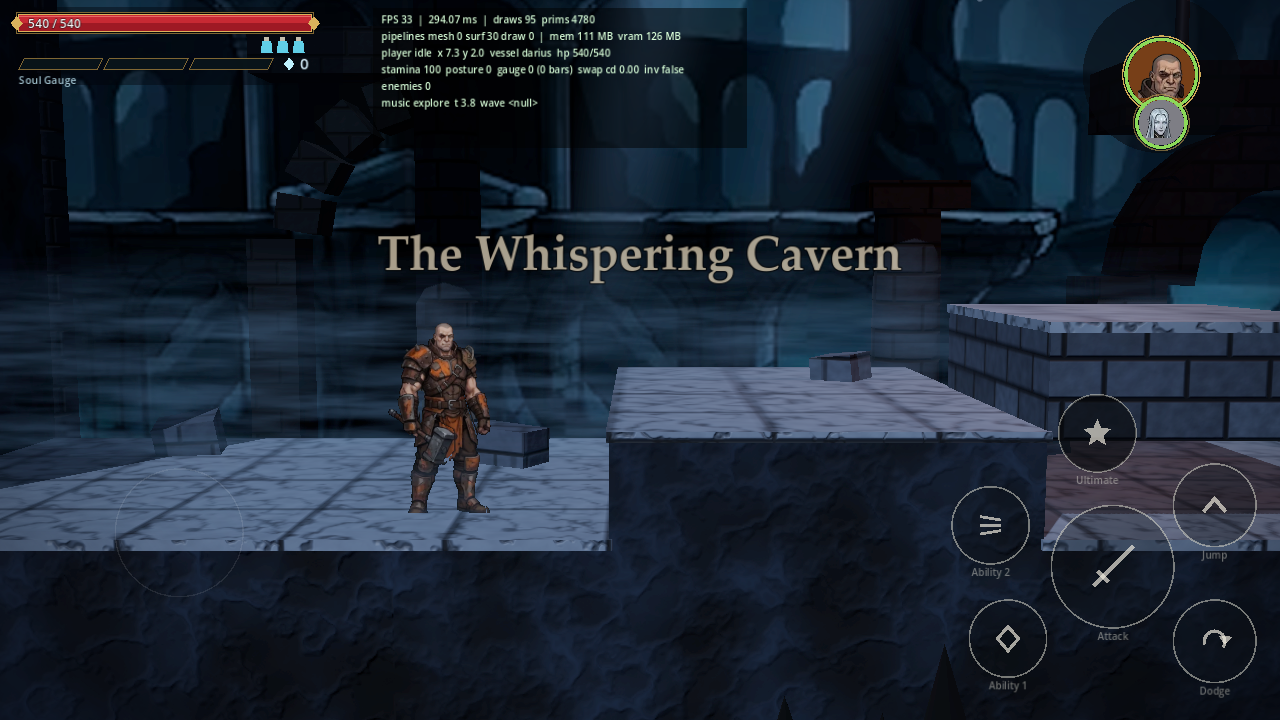 540 / 540
0
Soul Gauge
FPS 33 | 294.07 ms | draws 95 prims 4780
pipelines mesh 0 surf 30 draw 0 | mem 111 MB vram 126 MB
player idle x 7.3 y 2.0 vessel darius hp 540/540
stamina 100 posture 0 gauge 0 (0 bars) swap cd 0.00 inv false
enemies 0
music explore t 3.8 wave <null>
The Whispering Cavern
Ultimate
Jump
Ability 2
Attack
Ability 1
Dodge